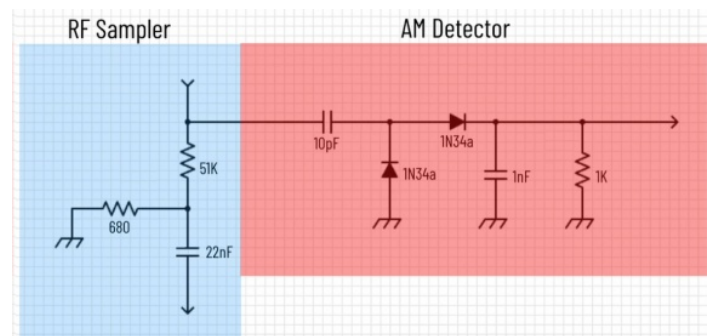 RF Sampler
AM Detector
10pF
1N34a
51K
1N34a
1nF
1K
680
22nF